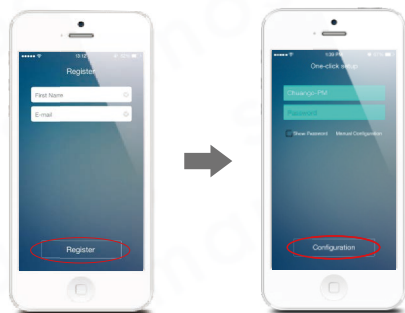 Register
First Name
E-mail
Register
One-click setup
Password
Show Password Manual Configuration
Configuration